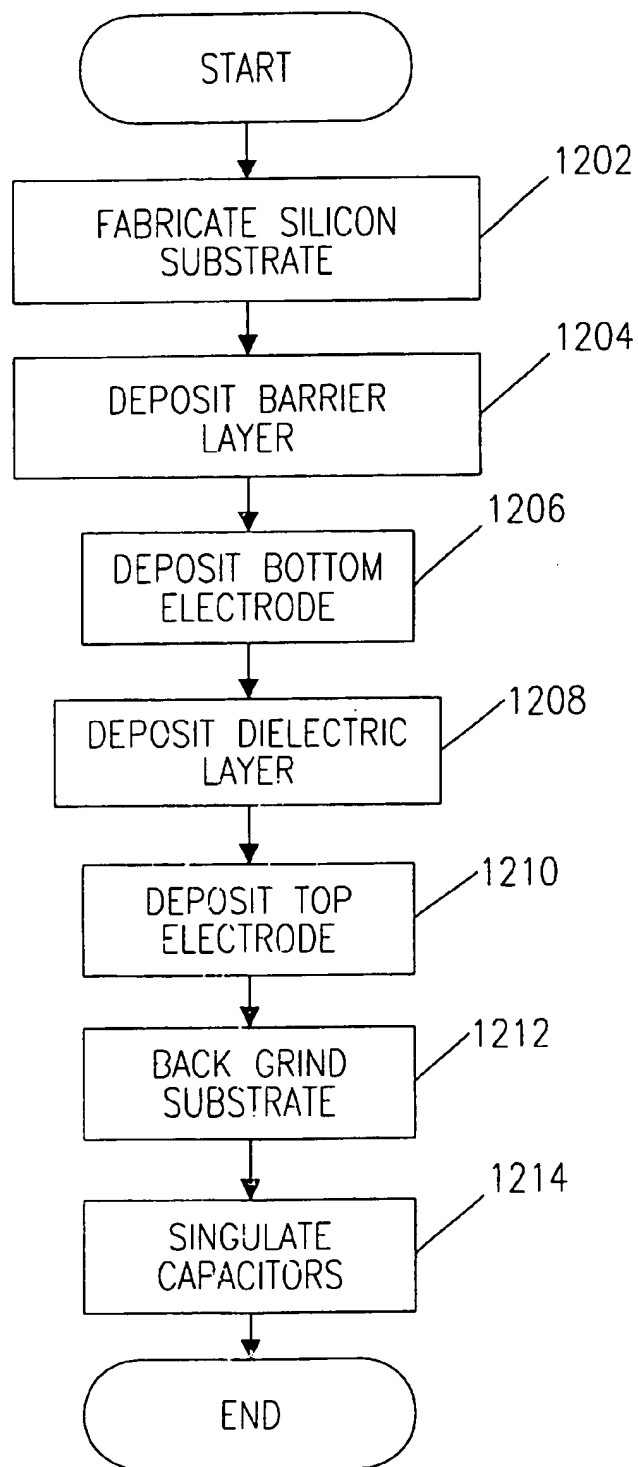 START
1202
FABRICATE SILICON
SUBSTRATE
1204
DEPOSIT BARRIER
LAYER
1206
DEPOSIT BOTTOM
ELECTRODE
1208
DEPOSIT DIELECTRIC
LAYER
1210
DEPOSIT TOP
ELECTRODE
1212
BACK GRIND
SUBSTRATE
1214
SINGULATE
CAPACITORS
END